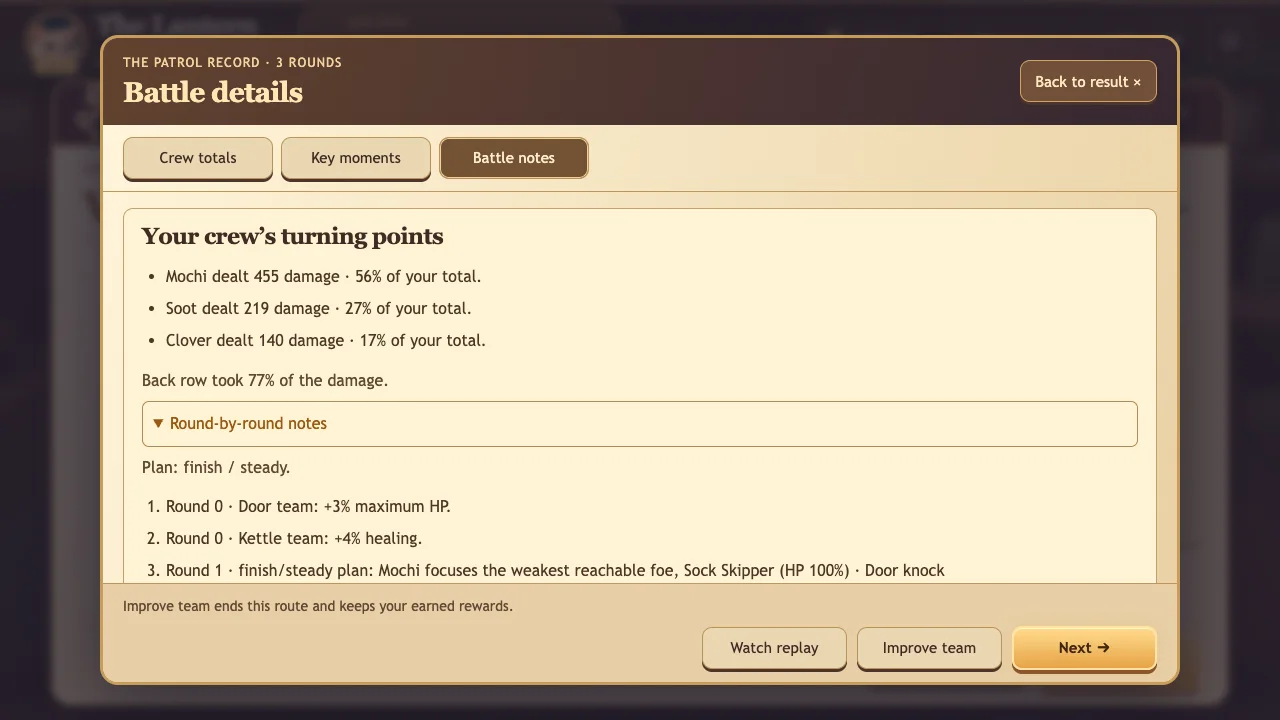 THE PATROL RECORD · 3 ROUNDS
Battle details
Back to result ×
Crew totals
Key moments
Battle notes
Your crew’s turning points
• Mochi dealt 455 damage · 56% of your total.
• Soot dealt 219 damage · 27% of your total.
• Clover dealt 140 damage · 17% of your total.
Back row took 77% of the damage.
▼ Round-by-round notes
Plan: finish / steady.
1. Round 0 · Door team: +3% maximum HP.
2. Round 0 · Kettle team: +4% healing.
3. Round 1 · finish/steady plan: Mochi focuses the weakest reachable foe, Sock Skipper (HP 100%) · Door knock
Improve team ends this route and keeps your earned rewards.
Watch replay
Improve team
Next →